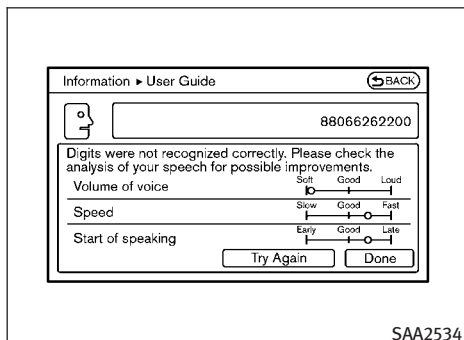 Information ▸ User Guide
BACK
88066262200
Digits were not recognized correctly. Please check the
analysis of your speech for possible improvements.
Volume of voice
Soft Good Loud
Speed
Slow Good Fast
Start of speaking
Early Good Late
Try Again
Done
SAA2534